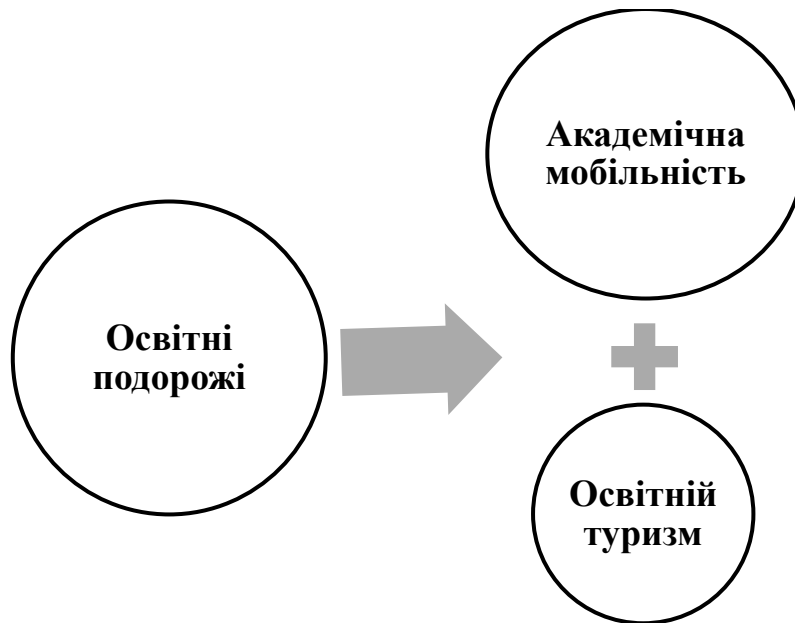 Академічна
мобільність
Освітні
подорожі
Освітній
туризм